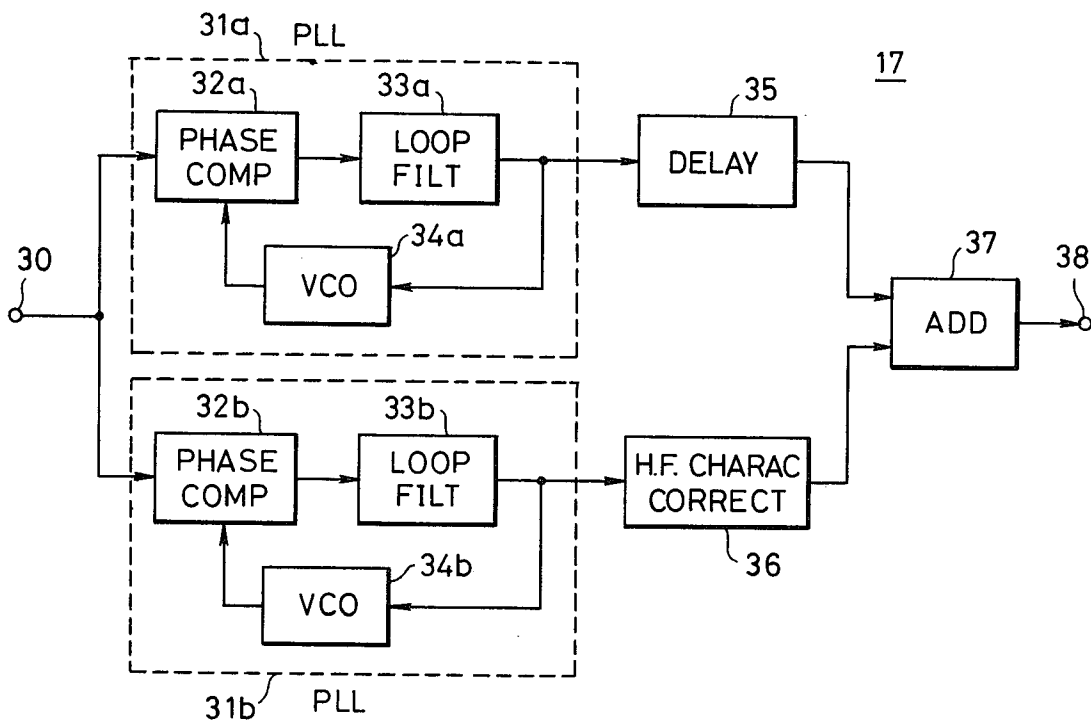 31a PLL
17
32a
33a
35
PHASE
COMP
LOOP
FILT
DELAY
34a
30
VCO
37
38
ADD
32b
33b
PHASE
COMP
LOOP
FILT
H.F. CHARAC
CORRECT
34b
36
VCO
31b PLL